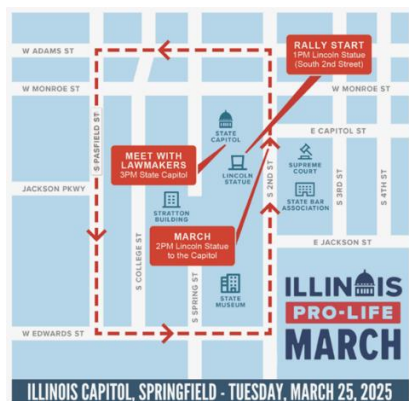 W ADAMS ST
RALLY START
1PM Lincoln Statue
(South 2nd Street)
W MONROE ST
W MONROE ST
S PASFIELD ST
STATE
CAPITOL
E CAPITOL ST
MEET WITH
LAWMAKERS
3PM State Capitol
LINCOLN
STATUE
S 2ND ST
SUPREME
COURT
S 3RD ST
S 4TH ST
JACKSON PKWY
STATE BAR
ASSOCIATION
STRATTON
BUILDING
S COLLEGE ST
MARCH
2PM Lincoln Statue
to the Capitol
E JACKSON ST
S SPRING ST
STATE
MUSEUM
W EDWARDS ST
ILLINOIS
PRO-LIFE
MARCH
ILLINOIS CAPITOL, SPRINGFIELD - TUESDAY, MARCH 25, 2025